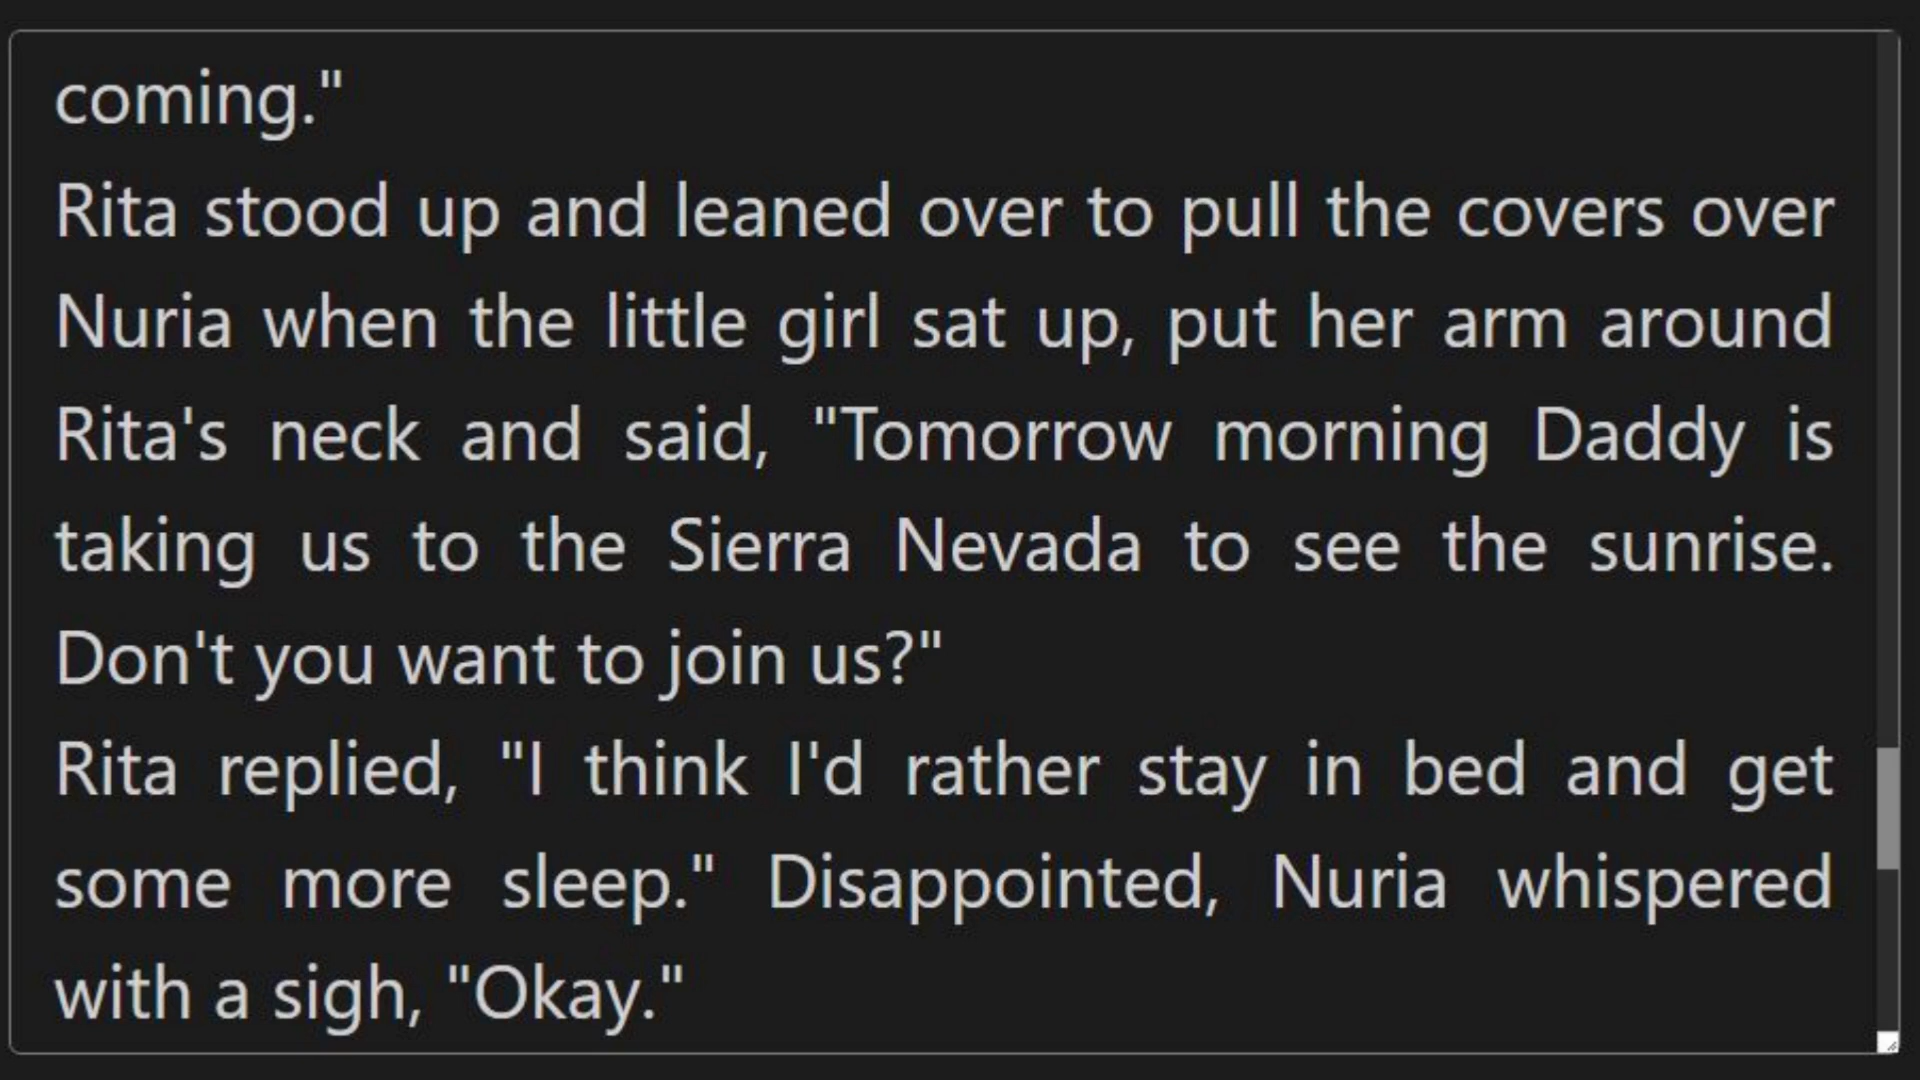 coming."
Rita stood up and leaned over to pull the covers over
Nuria when the little girl sat up, put her arm around
Rita's neck and said, "Tomorrow morning Daddy is
taking us to the Sierra Nevada to see the sunrise.
Don't you want to join us?"
Rita replied, "I think I'd rather stay in bed and get
some more sleep." Disappointed, Nuria whispered
with a sigh, "Okay."